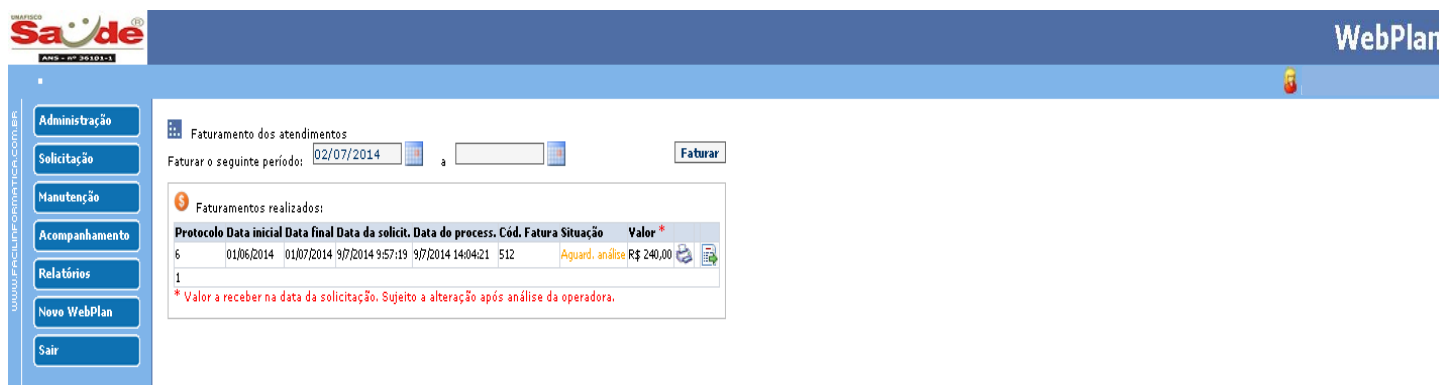 UNAFISCO
Saúde®
ANS - nº 36101-1
WebPlan
WWW.FACILINFORMATICA.COM.BR
Administração
Solicitação
Manutenção
Acompanhamento
Relatórios
Novo WebPlan
Sair
Faturamento dos atendimentos
Faturar o seguinte período: 02/07/2014 a Faturar
Faturamentos realizados:
Protocolo Data inicial Data final Data da solicit. Data do process. Cód. Fatura Situação Valor *
6 01/06/2014 01/07/2014 9/7/2014 9:57:19 9/7/2014 14:04:21 512 Aguard. análise R$ 240,00
1
* Valor a receber na data da solicitação. Sujeito a alteração após análise da operadora.